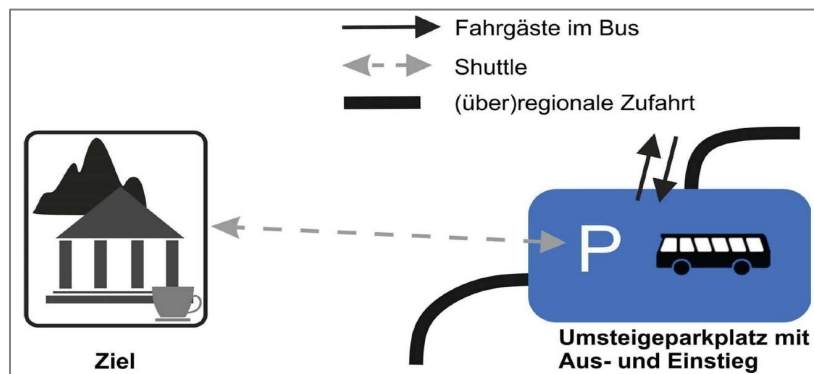 Fahrgäste im Bus
Shuttle
(über)regionale Zufahrt
P
Ziel
Umsteigeparkplatz mit
Aus- und Einstieg